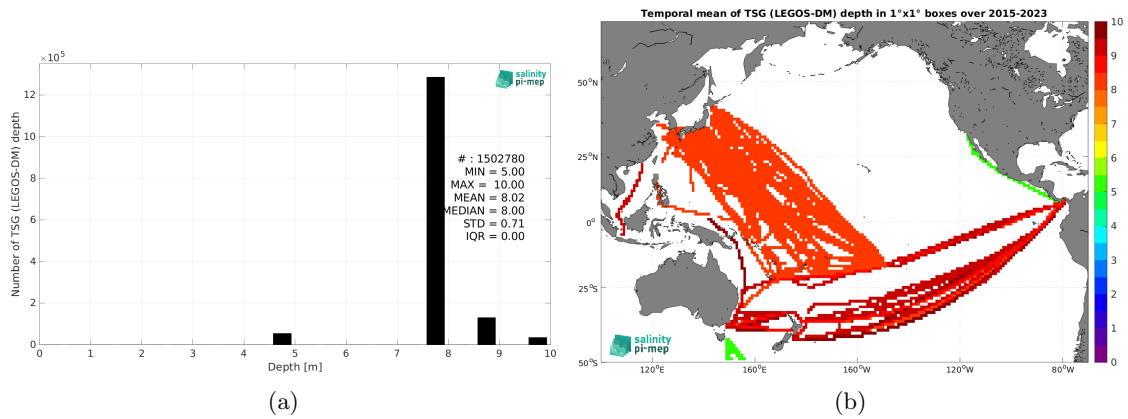 ×10⁵
12
10
8
6
4
2
0
Number of TSG (LEGOS-DM) depth
salinity
pi-mep
# : 1502780
MIN = 5.00
MAX = 10.00
MEAN = 8.02
MEDIAN = 8.00
STD = 0.71
IQR = 0.00
0 1 2 3 4 5 6 7 8 9 10
Depth [m]
(a)
Temporal mean of TSG (LEGOS-DM) depth in 1°x1° boxes over 2015-2023
50°N
25°N
0°
25°S
50°S
120°E 160°E 160°W 120°W 80°W
salinity
pi-mep
10
9
8
7
6
5
4
3
2
1
0
(b)